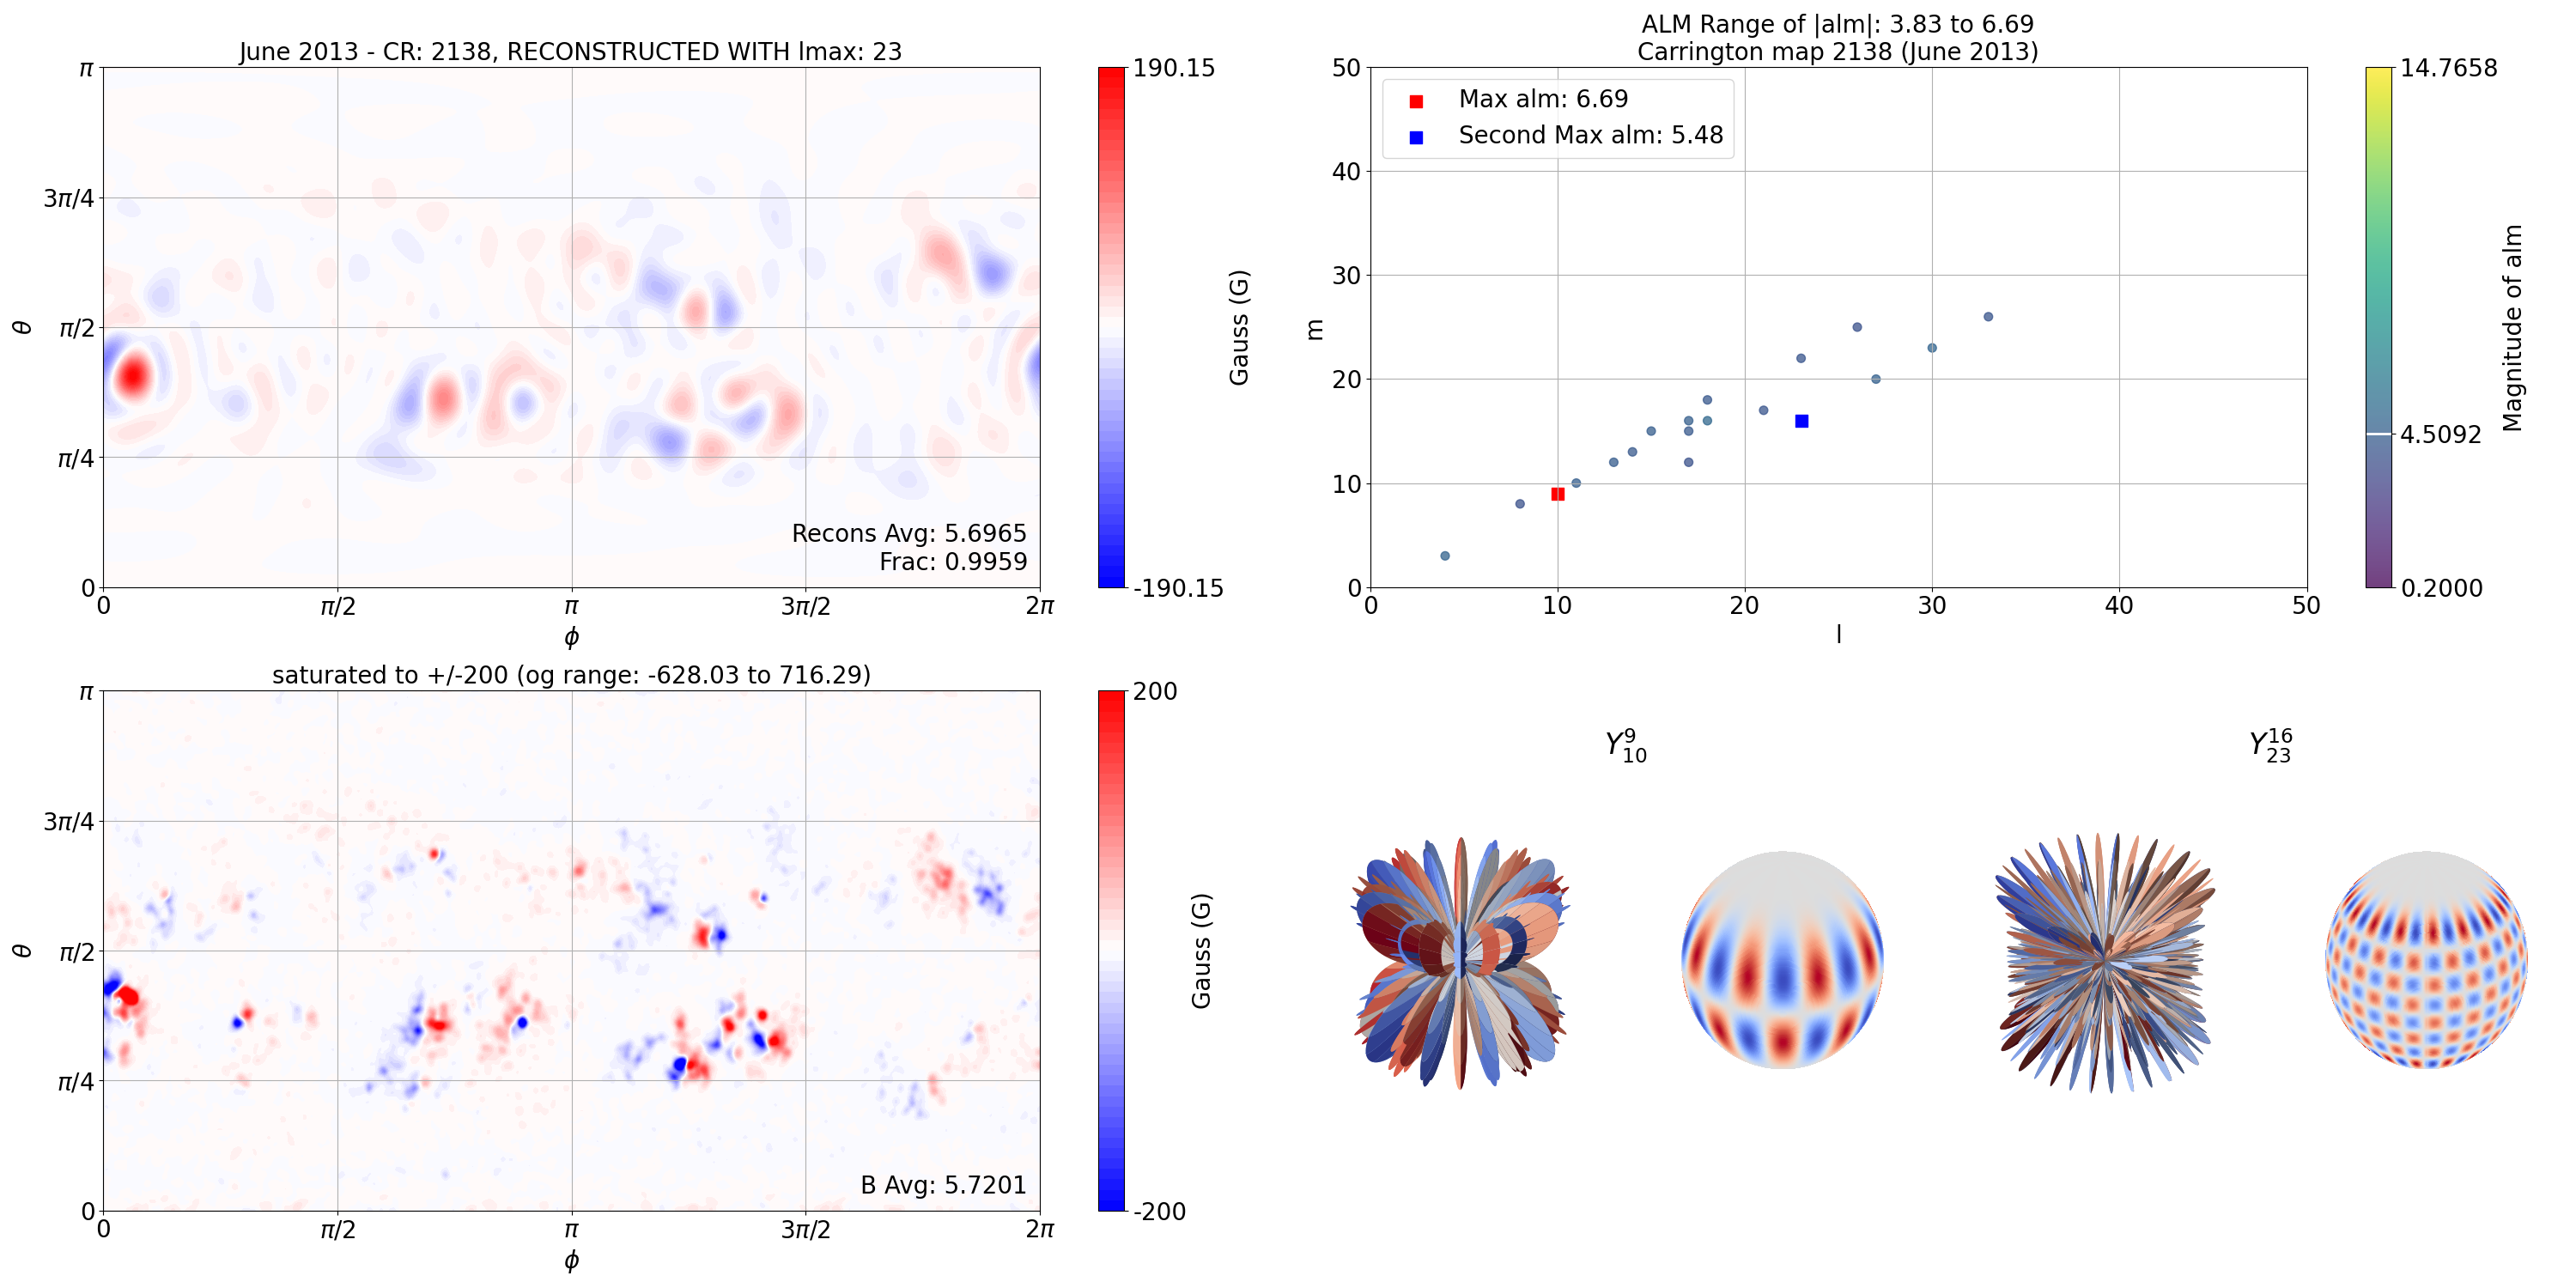 June 2013 - CR: 2138, RECONSTRUCTED WITH lmax: 23
π
3π/4
π/2
π/4
0
θ
0
π/2
π
3π/2
2π
ϕ
Recons Avg: 5.6965
Frac: 0.9959
190.15
-190.15
Gauss (G)
ALM Range of |alm|: 3.83 to 6.69
Carrington map 2138 (June 2013)
Max alm: 6.69
Second Max alm: 5.48
50
40
30
20
10
0
m
0
10
20
30
40
50
l
14.7658
4.5092
0.2000
Magnitude of alm
saturated to +/-200 (og range: -628.03 to 716.29)
π
3π/4
π/2
π/4
0
θ
0
π/2
π
3π/2
2π
ϕ
B Avg: 5.7201
200
-200
Gauss (G)
Y₁₀⁹
Y₂₃¹⁶